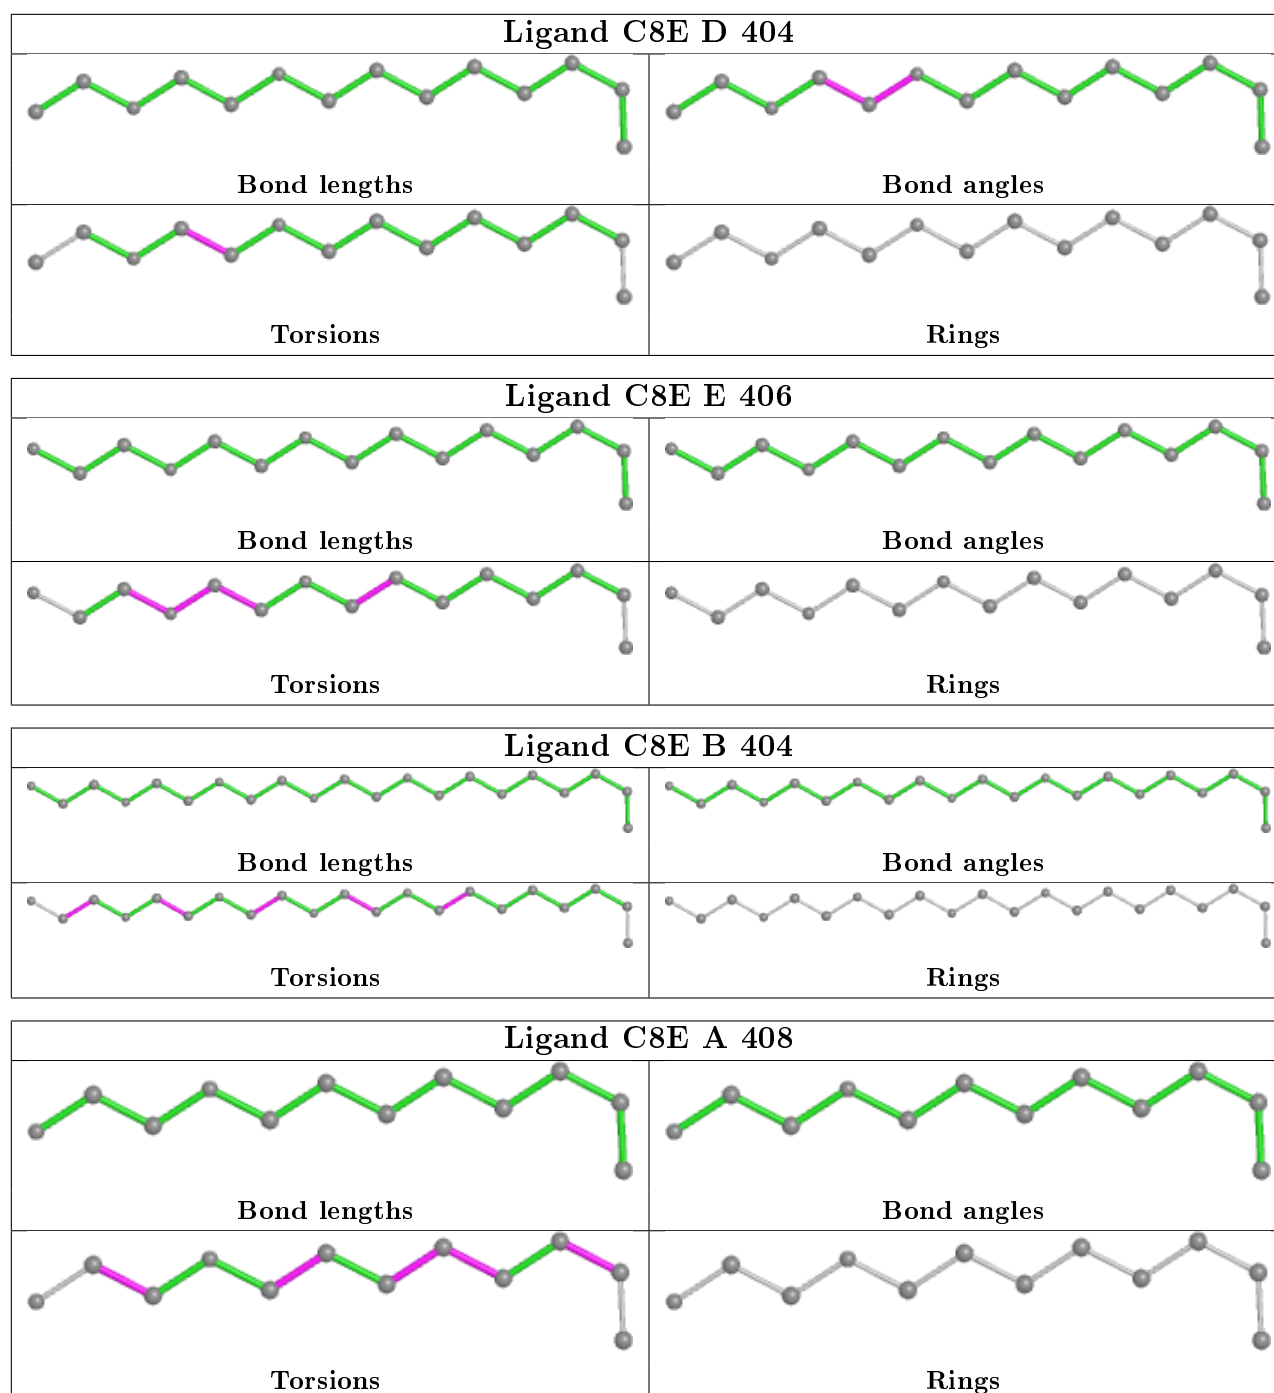 Ligand C8E D 404
Bond lengths
Bond angles
Torsions
Rings
Ligand C8E E 406
Bond lengths
Bond angles
Torsions
Rings
Ligand C8E B 404
Bond lengths
Bond angles
Torsions
Rings
Ligand C8E A 408
Bond lengths
Bond angles
Torsions
Rings